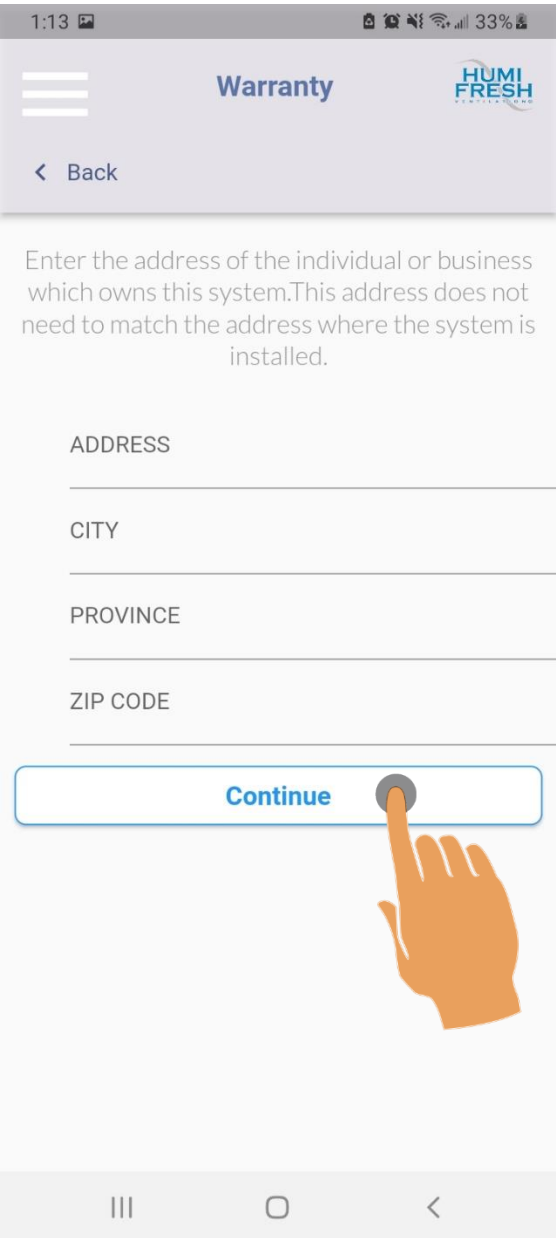 1:13 33%
Warranty
HUMI
FRESH
VENTILATIONS
Back
Enter the address of the individual or business
which owns this system.This address does not
need to match the address where the system is
installed.
ADDRESS
CITY
PROVINCE
ZIP CODE
Continue